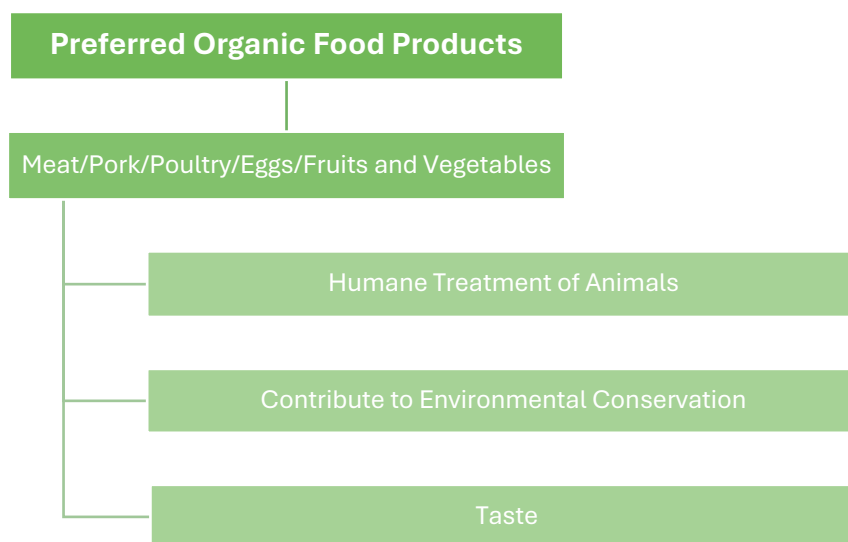 Preferred Organic Food Products
Meat/Pork/Poultry/Eggs/Fruits and Vegetables
Humane Treatment of Animals
Contribute to Environmental Conservation
Taste